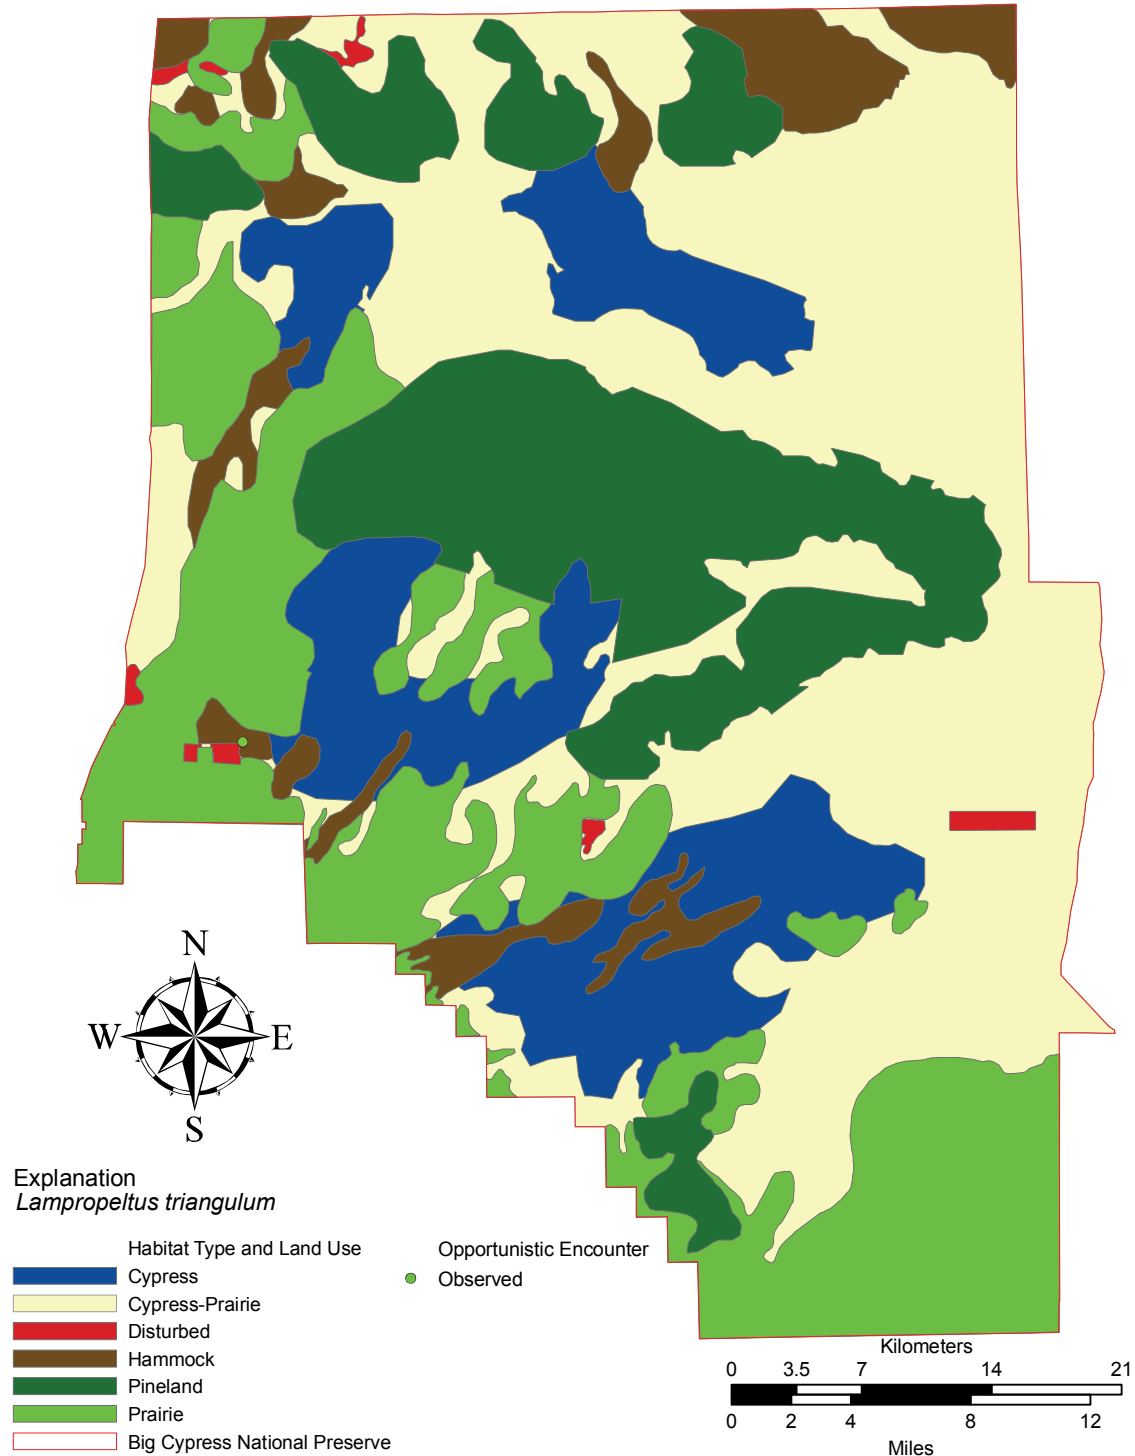 N
W E
S
Explanation
Lampropeltus triangulum
Habitat Type and Land Use
Cypress
Cypress-Prairie
Disturbed
Hammock
Pineland
Prairie
Big Cypress National Preserve
Opportunistic Encounter
Observed
Kilometers
0 3.5 7 14 21
0 2 4 8 12
Miles